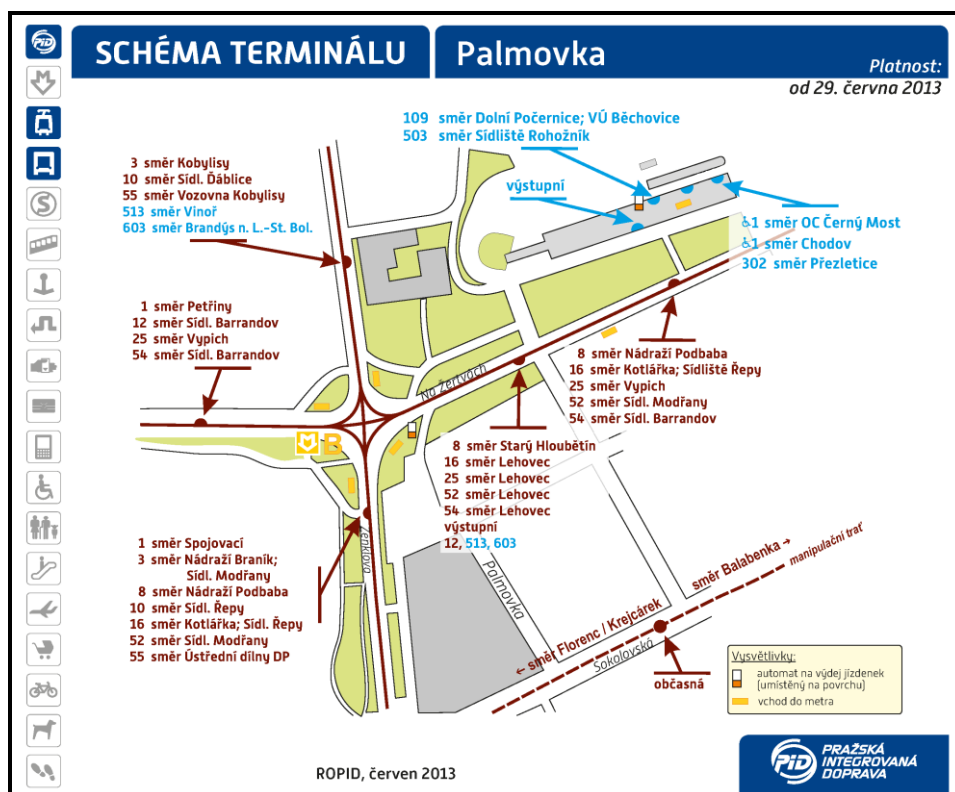 PID
SCHÉMA TERMINÁLU
Palmovka
Platnost:
od 29. června 2013
109 směr Dolní Počernice; VÚ Běchovice
503 směr Sídliště Rohožník
3 směr Kobylisy
10 směr Sídl. Ďáblice
55 směr Vozovna Kobylisy
513 směr Vinoř
603 směr Brandýs n. L.-St. Bol.
výstupní
1 směr OC Černý Most
1 směr Chodov
302 směr Přezletice
1 směr Petřiny
12 směr Sídl. Barrandov
25 směr Vypich
54 směr Sídl. Barrandov
8 směr Nádraží Podbaba
16 směr Kotlářka; Sídliště Řepy
25 směr Vypich
52 směr Sídl. Modřany
54 směr Sídl. Barrandov
Na Žertvách
B
8 směr Starý Hloubětín
16 směr Lehovec
25 směr Lehovec
52 směr Lehovec
54 směr Lehovec
výstupní
12, 513, 603
Zenklova
1 směr Spojovací
3 směr Nádraží Braník;
Sídl. Modřany
8 směr Nádraží Podbaba
10 směr Sídl. Řepy
16 směr Kotlářka; Sídl. Řepy
52 směr Sídl. Modřany
55 směr Ústřední dílny DP
Palmovka
směr Balabenka →
manipulační trať
← směr Florenc / Krejcárek
Sokolovská
občasná
Vysvětlivky:
automat na výdej jízdenek
(umístěný na povrchu)
vchod do metra
ROPID, červen 2013
PID
PRAŽSKÁ
INTEGROVANÁ
DOPRAVA